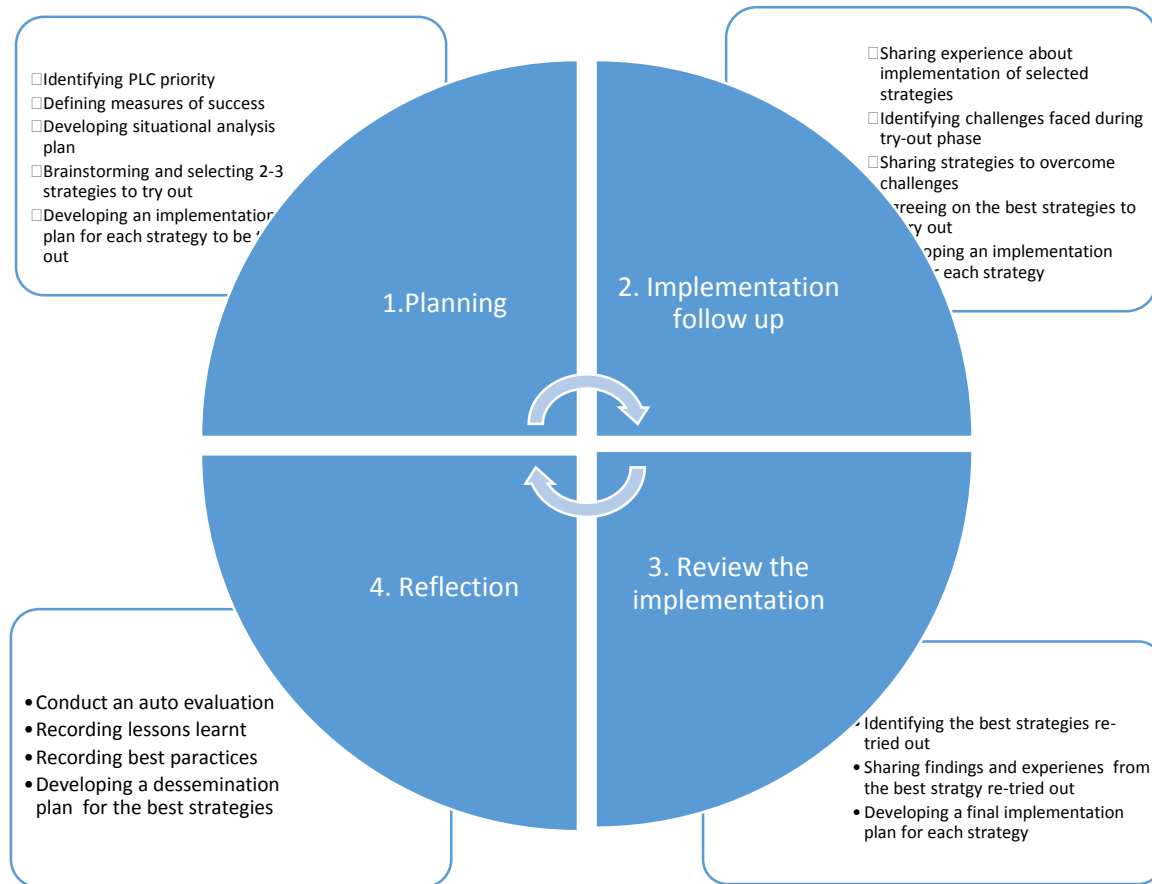 □Identifying PLC priority
□Defining measures of success
□Developing situational analysis
plan
□Brainstorming and selecting 2-3
strategies to try out
□Developing an implementation
plan for each strategy to be
out
□Sharing experience about
implementation of selected
strategies
□Identifying challenges faced during
try-out phase
□Sharing strategies to overcome
challenges
greeing on the best strategies to
ry out
oping an implementation
each strategy
1.Planning
2. Implementation
follow up
4. Reflection
3. Review the
implementation
•Conduct an auto evaluation
•Recording lessons learnt
•Recording best paractices
•Developing a dessemination
plan for the best strategies
• Identifying the best strategies re-
tried out
• Sharing findings and experienes from
the best stratgy re-tried out
• Developing a final implementation
plan for each strategy